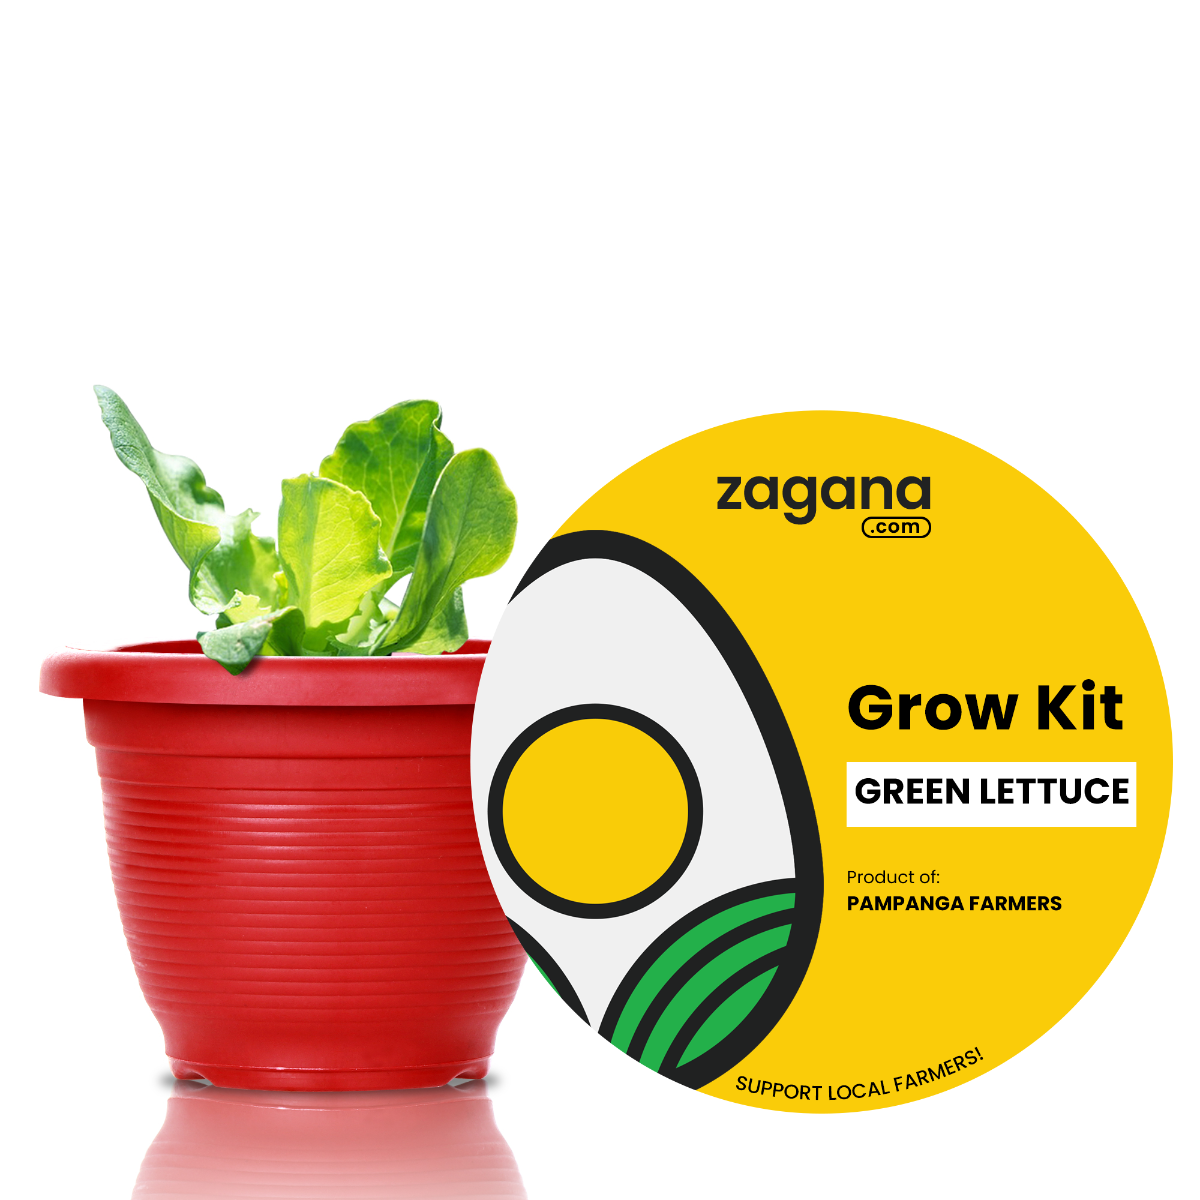 zagana
.com
Grow Kit
GREEN LETTUCE
Product of:
PAMPANGA FARMERS
SUPPORT LOCAL FARMERS!